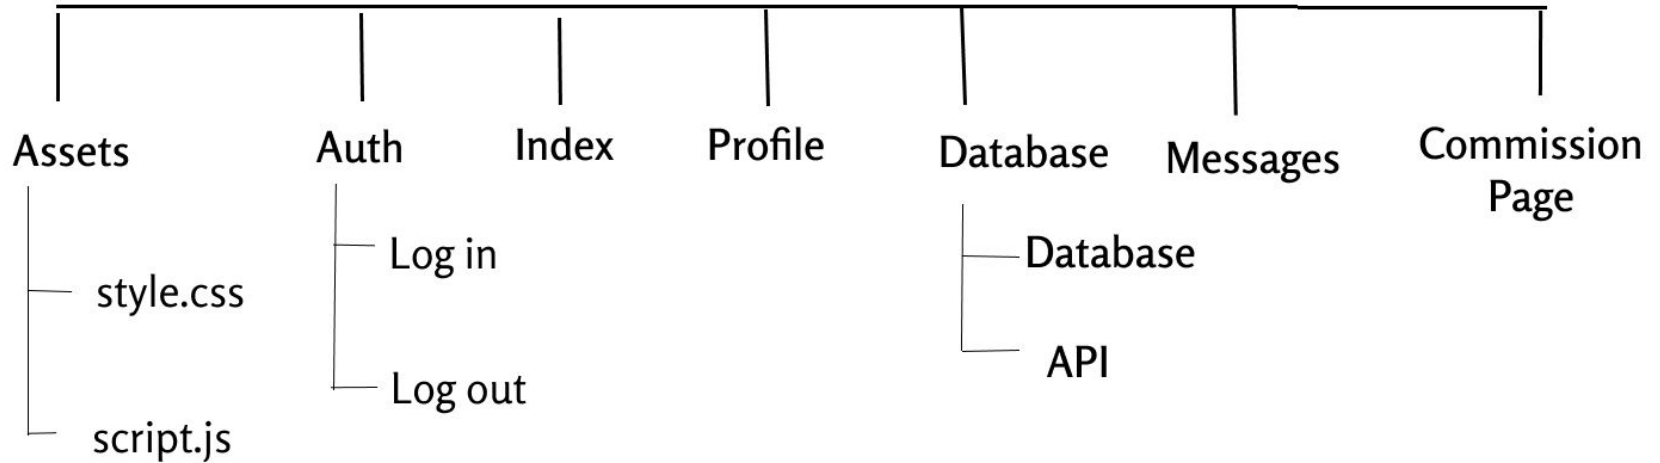 Assets
Auth
Index
Profile
Database
Messages
Commission
Page
style.css
script.js
Log in
Log out
Database
API